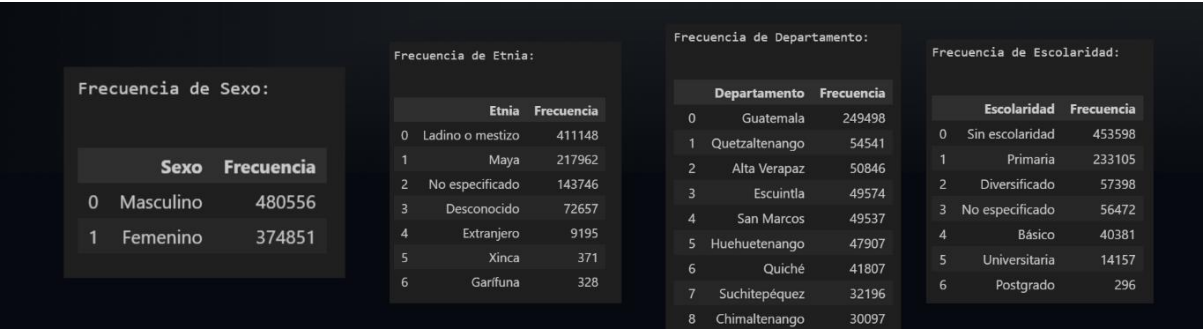 Frecuencia de Sexo:
Sexo Frecuencia
0 Masculino 480556
1 Femenino 374851
Frecuencia de Etnia:
Etnia Frecuencia
0 Ladino o mestizo 411148
1 Maya 217962
2 No especificado 143746
3 Desconocido 72657
4 Extranjero 9195
5 Xinca 371
6 Garífuna 328
Frecuencia de Departamento:
Departamento Frecuencia
0 Guatemala 249498
1 Quetzaltenango 54541
2 Alta Verapaz 50846
3 Escuintla 49574
4 San Marcos 49537
5 Huehuetenango 47907
6 Quiché 41807
7 Suchitepéquez 32196
8 Chimaltenango 30097
Frecuencia de Escolaridad:
Escolaridad Frecuencia
0 Sin escolaridad 453598
1 Primaria 233105
2 Diversificado 57398
3 No especificado 56472
4 Básico 40381
5 Universitaria 14157
6 Postgrado 296